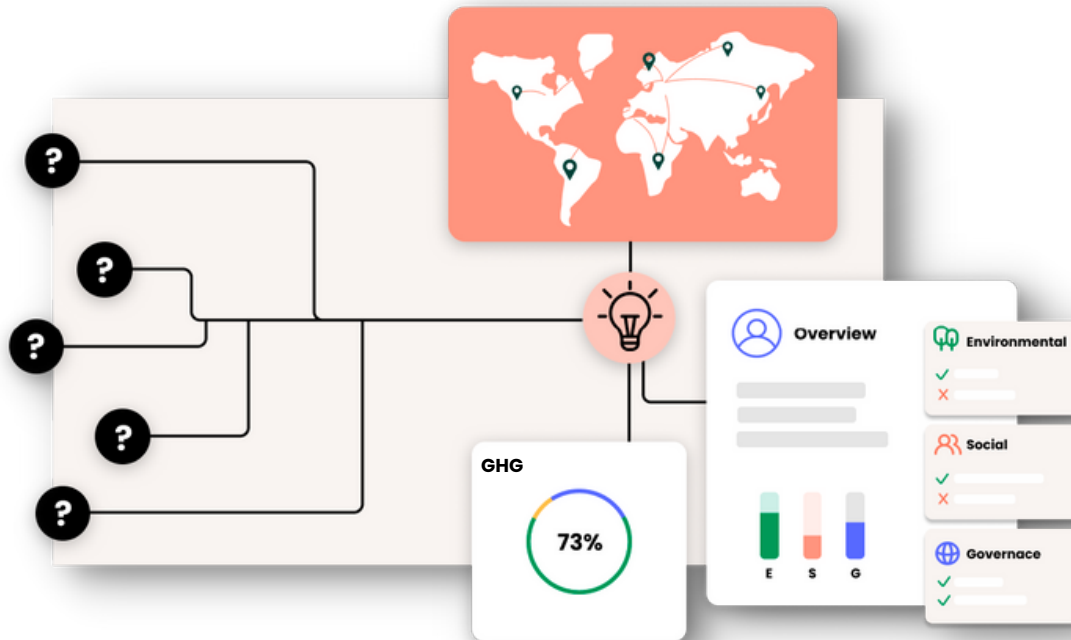 ?
?
?
?
?
Overview
Environmental
Social
Governace
E S G
GHG
73%